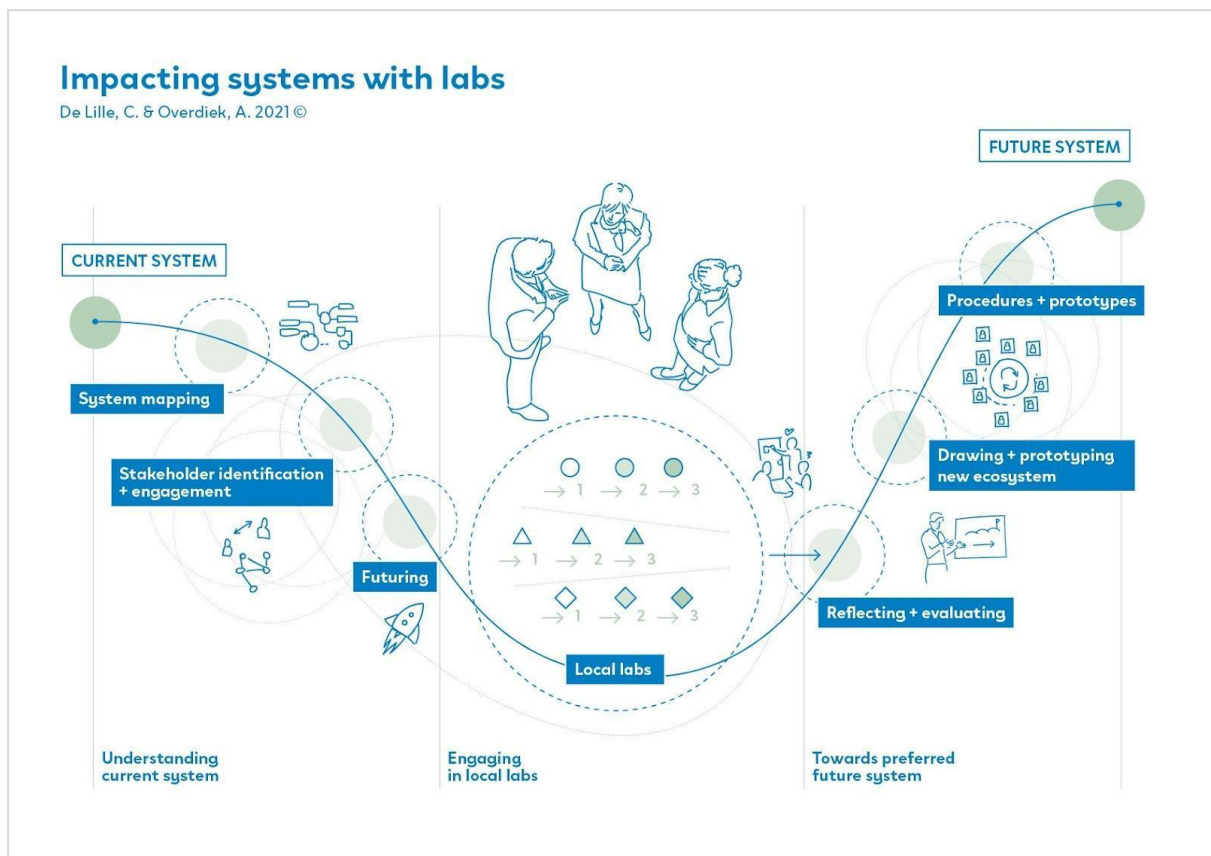 Impacting systems with labs
De Lille, C. & Overdiek, A. 2021 ©
FUTURE SYSTEM
CURRENT SYSTEM
Procedures + prototypes
System mapping
Stakeholder identification
+ engagement
Drawing + prototyping
new ecosystem
→ 1 → 2 → 3
→ 1 → 2 → 3
→ 1 → 2 → 3
Futuring
Reflecting + evaluating
Local labs
Understanding
current system
Engaging
in local labs
Towards preferred
future system